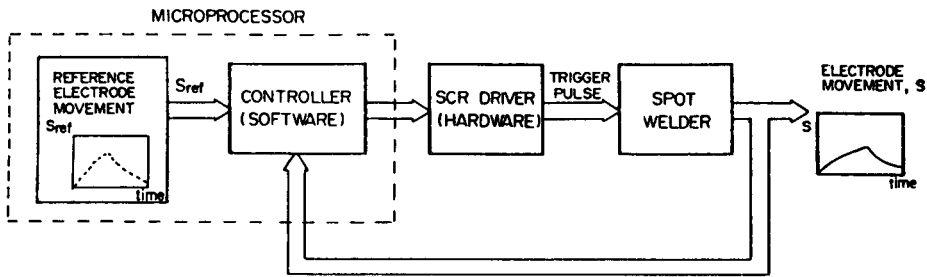 MICROPROCESSOR
REFERENCE
ELECTRODE
MOVEMENT
Sref
time
Sref
CONTROLLER
(SOFTWARE)
SCR DRIVER
(HARDWARE)
TRIGGER
PULSE
SPOT
WELDER
ELECTRODE
MOVEMENT, S
S
time